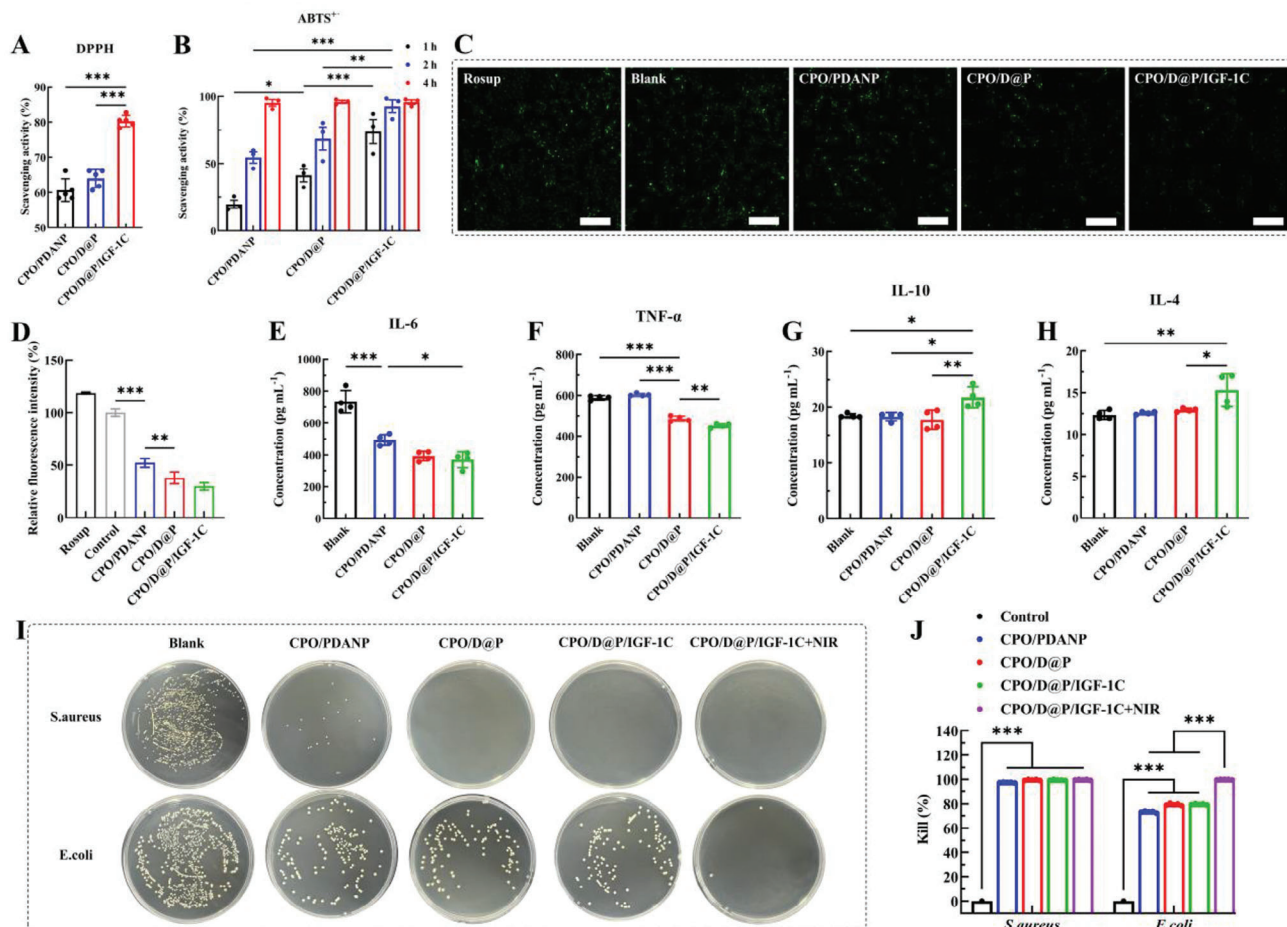 A
DPPH
***
***
Scavenging activity (%)
100
90
80
70
60
50
CPO/PDANP
CPO/D@P
CPO/D@P/IGF-1C
B
ABTS+·
***
**
*
***
1 h
2 h
4 h
Scavenging activity (%)
100
50
0
CPO/PDANP
CPO/D@P
CPO/D@P/IGF-1C
C
Rosup
Blank
CPO/PDANP
CPO/D@P
CPO/D@P/IGF-1C
D
***
**
Relative fluorescence intensity (%)
150
100
50
0
Rosup
Control
CPO/PDANP
CPO/D@P
CPO/D@P/IGF-1C
E
IL-6
***
*
Concentration (pg mL⁻¹)
1000
800
600
400
200
0
Blank
CPO/PDANP
CPO/D@P
CPO/D@P/IGF-1C
F
TNF-α
***
***
**
Concentration (pg mL⁻¹)
800
600
400
200
0
Blank
CPO/PDANP
CPO/D@P
CPO/D@P/IGF-1C
G
IL-10
*
*
**
Concentration (pg mL⁻¹)
30
20
10
0
Blank
CPO/PDANP
CPO/D@P
CPO/D@P/IGF-1C
H
IL-4
**
*
Concentration (pg mL⁻¹)
20
15
10
5
0
Blank
CPO/PDANP
CPO/D@P
CPO/D@P/IGF-1C
I
Blank
CPO/PDANP
CPO/D@P
CPO/D@P/IGF-1C
CPO/D@P/IGF-1C+NIR
S.aureus
E.coli
J
Control
CPO/PDANP
CPO/D@P
CPO/D@P/IGF-1C
CPO/D@P/IGF-1C+NIR
***
***
***
Kill (%)
140
120
100
80
60
40
20
0
S.aureus
E.coli